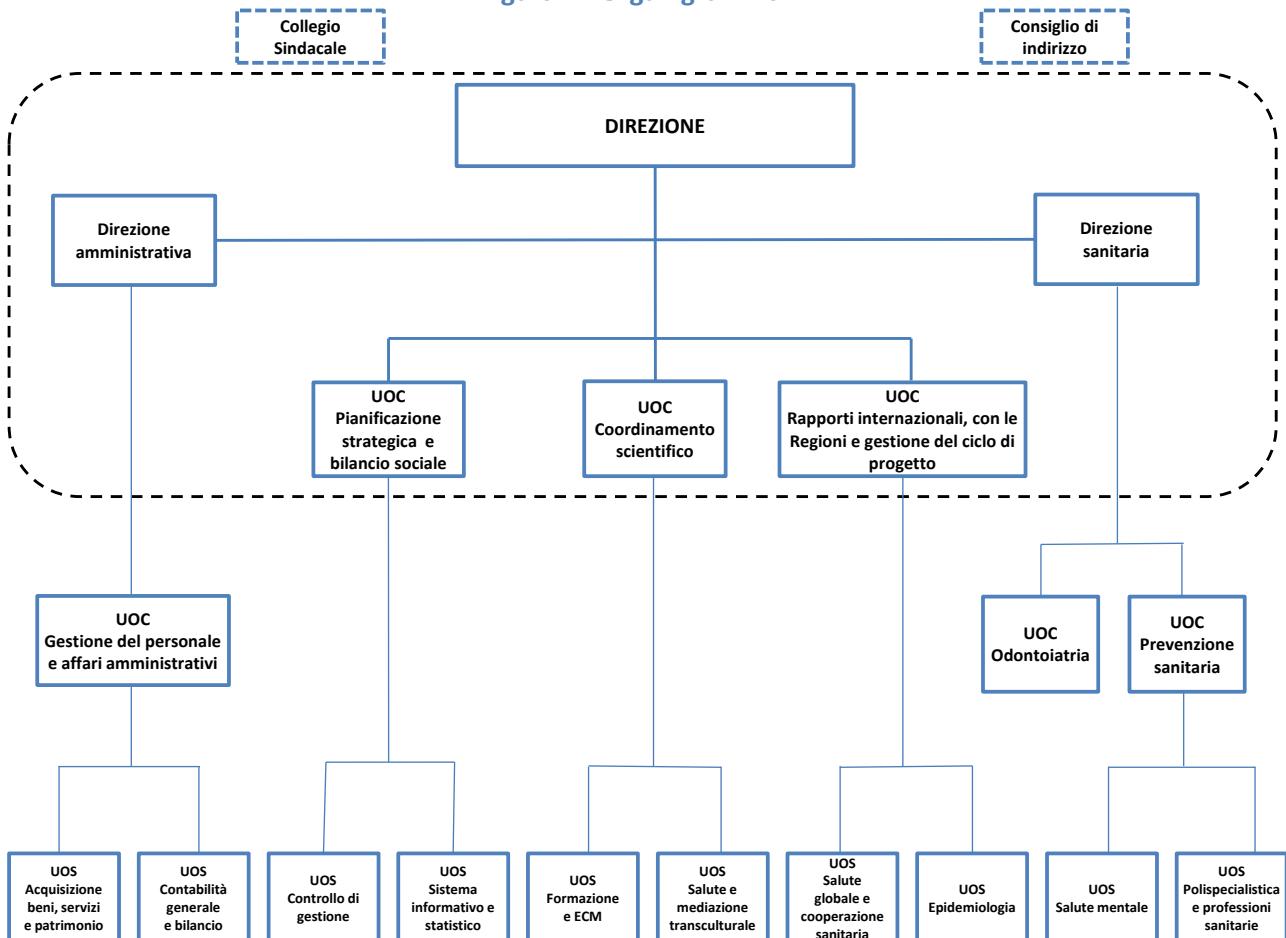 Collegio
Sindacale
Consiglio di
indirizzo
DIREZIONE
Direzione
amministrativa
Direzione
sanitaria
UOC
Pianificazione
strategica e
bilancio sociale
UOC
Coordinamento
scientifico
UOC
Rapporti internazionali, con le
Regioni e gestione del ciclo di
progetto
UOC
Gestione del personale
e affari amministrativi
UOC
Odontoiatria
UOC
Prevenzione
sanitaria
UOS
Acquisizione
beni, servizi
e patrimonio
UOS
Contabilità
generale
e bilancio
UOS
Controllo di
gestione
UOS
Sistema
informativo e
statistico
UOS
Formazione
e ECM
UOS
Salute e
mediazione
transculturale
UOS
Salute
globale e
cooperazione
sanitaria
UOS
Epidemiologia
UOS
Salute mentale
UOS
Polispecialistica
e professioni
sanitarie